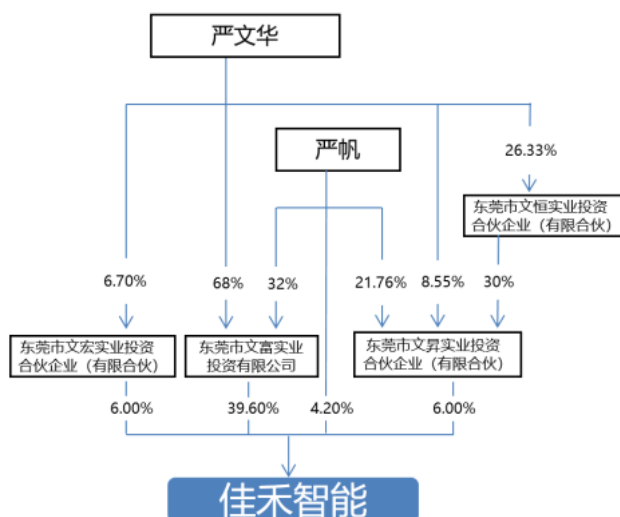 严文华
严帆
26.33%
东莞市文恒实业投资
合伙企业（有限合伙）
6.70%
68%
32%
21.76%
8.55%
30%
东莞市文宏实业投资
合伙企业（有限合伙）
东莞市文富实业
投资有限公司
东莞市文昇实业投资
合伙企业（有限合伙）
6.00%
39.60%
4.20%
6.00%
佳禾智能